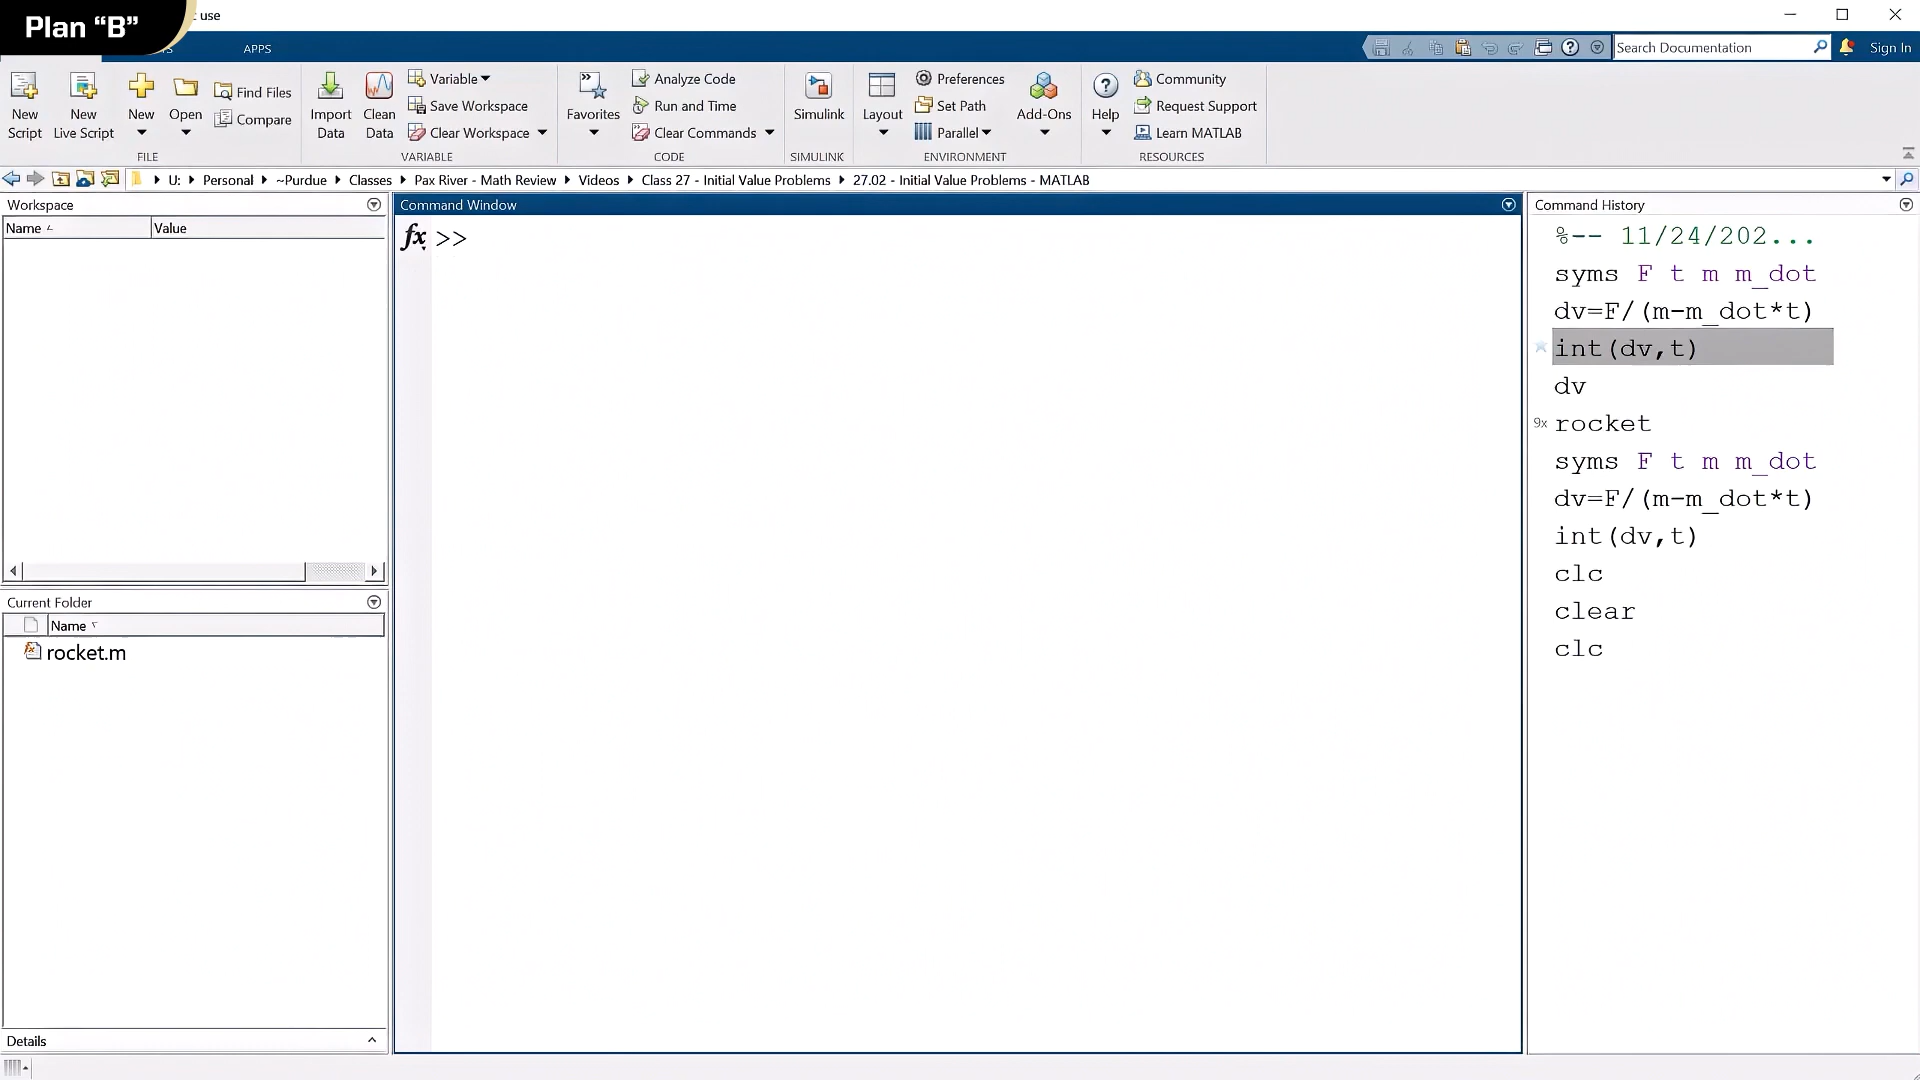 Plan “B”
use
APPS
Search Documentation
Sign In
New Script
New Live Script
New
Open
Find Files
Compare
FILE
Import Data
Clean Data
Variable
Save Workspace
Clear Workspace
VARIABLE
Favorites
Analyze Code
Run and Time
Clear Commands
CODE
Simulink
SIMULINK
Layout
Preferences
Set Path
Parallel
Add-Ons
ENVIRONMENT
Help
Community
Request Support
Learn MATLAB
RESOURCES
U: Personal ~Purdue Classes Pax River - Math Review Videos Class 27 - Initial Value Problems 27.02 - Initial Value Problems - MATLAB
Workspace
Name Value
Current Folder
Name
rocket.m
Details
Command Window
fx >>
Command History
%-- 11/24/202...
syms F t m m_dot
dv=F/(m-m_dot*t)
int(dv,t)
dv
9x rocket
syms F t m m_dot
dv=F/(m-m_dot*t)
int(dv,t)
clc
clear
clc